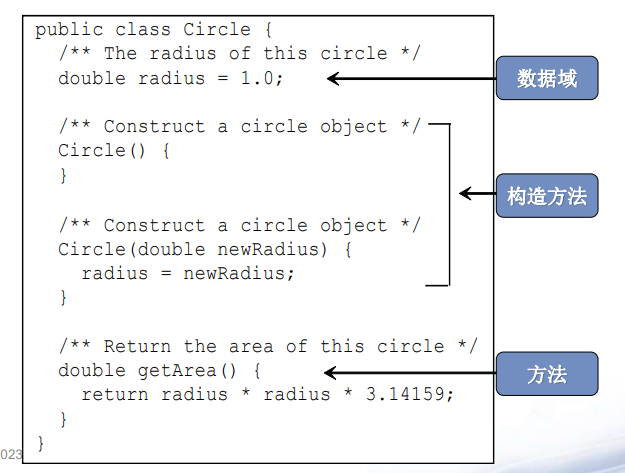 public class Circle {
/** The radius of this circle */
double radius = 1.0;
数据域
/** Construct a circle object */
Circle() {
}
构造方法
/** Construct a circle object */
Circle(double newRadius) {
radius = newRadius;
}
/** Return the area of this circle */
double getArea() {
方法
return radius * radius * 3.14159;
}
}
023